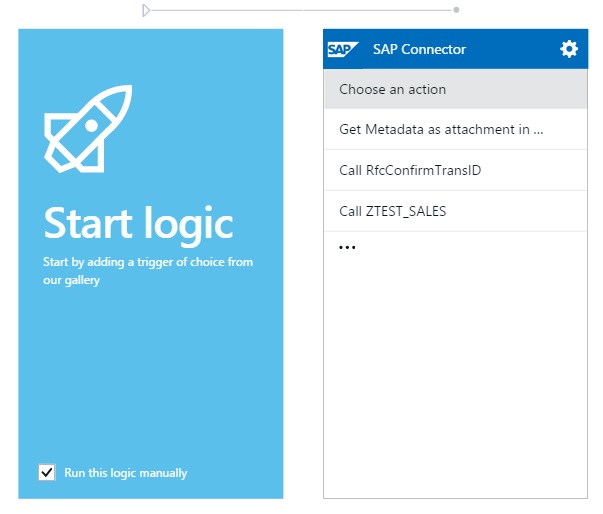 Start logic
Start by adding a trigger of choice from
our gallery
Run this logic manually
SAP SAP Connector
Choose an action
Get Metadata as attachment in ...
Call RfcConfirmTransID
Call ZTEST_SALES
...